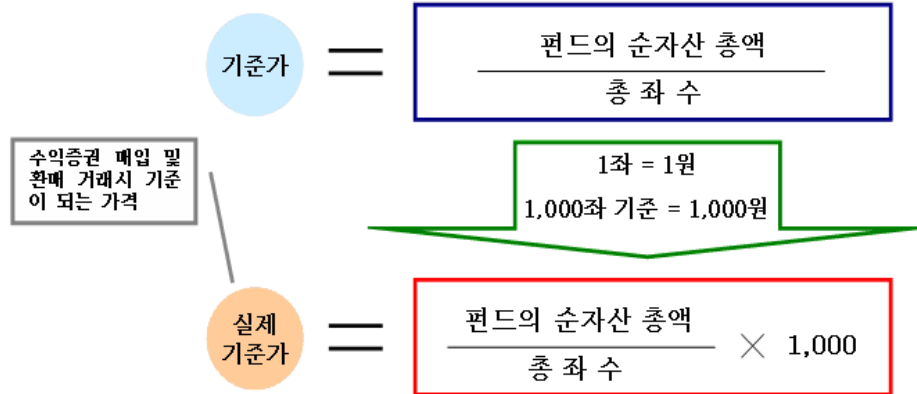 기준가
펀드의 순자산 총액
총 좌 수
수익증권 매입 및
환매 거래시 기준
이 되는 가격
1좌 = 1원
1,000좌 기준 = 1,000원
실제
기준가
펀드의 순자산 총액
총 좌 수
× 1,000